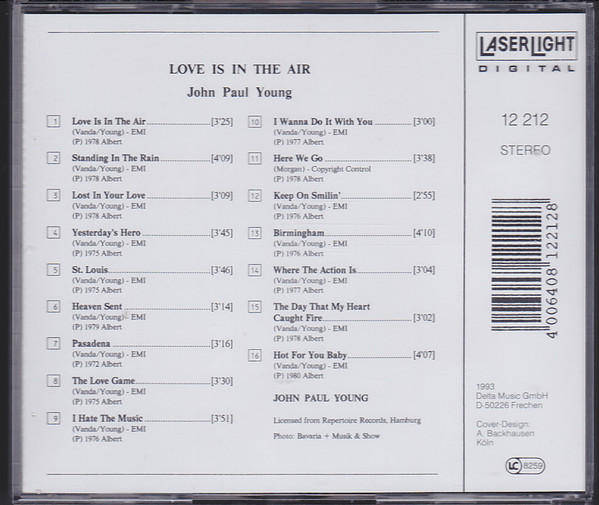 LOVE IS IN THE AIR
John Paul Young
1 Love Is In The Air [3'25]
(Vanda/Young) - EMI
(P) 1978 Albert
2 Standing In The Rain [4'09]
(Vanda/Young) - EMI
(P) 1978 Albert
3 Lost In Your Love [3'09]
(Vanda/Young) - EMI
(P) 1978 Albert
4 Yesterday's Hero [3'45]
(Vanda/Young) - EMI
(P) 1975 Albert
5 St. Louis [3'46]
(Vanda/Young) - EMI
(P) 1975 Albert
6 Heaven Sent [3'14]
(Vanda/Young) - EMI
(P) 1979 Albert
7 Pasadena [3'16]
(Vanda/Young) - EMI
(P) 1972 Albert
8 The Love Game [3'30]
(Vanda/Young) - EMI
(P) 1975 Albert
9 I Hate The Music [3'51]
(Vanda/Young) - EMI
(P) 1976 Albert
10 I Wanna Do It With You [3'00]
(Vanda/Young) - EMI
(P) 1977 Albert
11 Here We Go [3'38]
(Morgan) - Copyright Control
(P) 1978 Albert
12 Keep On Smilin' [2'55]
(Vanda/Young) - EMI
(P) 1976 Albert
13 Birmingham [4'10]
(Vanda/Young) - EMI
(P) 1976 Albert
14 Where The Action Is [3'04]
(Vanda/Young) - EMI
(P) 1977 Albert
15 The Day That My Heart
Caught Fire [3'02]
(Vanda/Young) - EMI
(P) 1978 Albert
16 Hot For You Baby [4'07]
(Vanda/Young) - EMI
(P) 1980 Albert
JOHN PAUL YOUNG
Licensed from Repertoire Records, Hamburg
Photo: Bavaria + Musik & Show
LASERLIGHT
DIGITAL
12 212
STEREO
4 006408 122128
1993
Delta Music GmbH
D-50226 Frechen
Cover-Design:
A. Backhausen
Köln
LC 8259